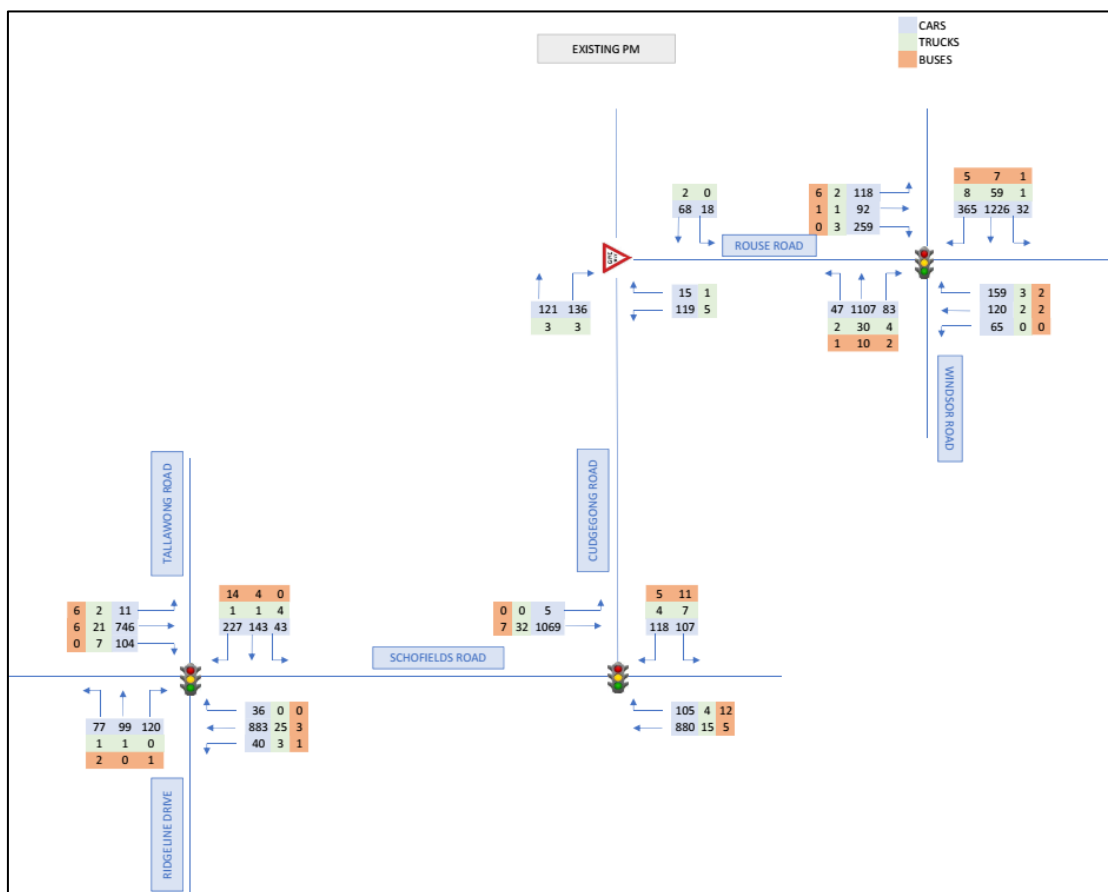 CARS
EXISTING PM
TRUCKS
BUSES
5 7 1
2 0
6 2 118
8 59 1
68 18
1 1 92
365 1226 32
0 3 259
ROUSE ROAD
GIVE WAY
121 136
15 1
47 1107 83
159 3 2
3 3
119 5
2 30 4
120 2 2
1 10 2
65 0 0
WINDSOR ROAD
TALLAWONG ROAD
CUDGEGONG ROAD
14 4 0
5 11
6 2 11
1 1 4
0 0 5
4 7
6 21 746
227 143 43
7 32 1069
118 107
0 7 104
SCHOFIELDS ROAD
77 99 120
36 0 0
105 4 12
1 1 0
883 25 3
880 15 5
2 0 1
40 3 1
RIDGELINE DRIVE